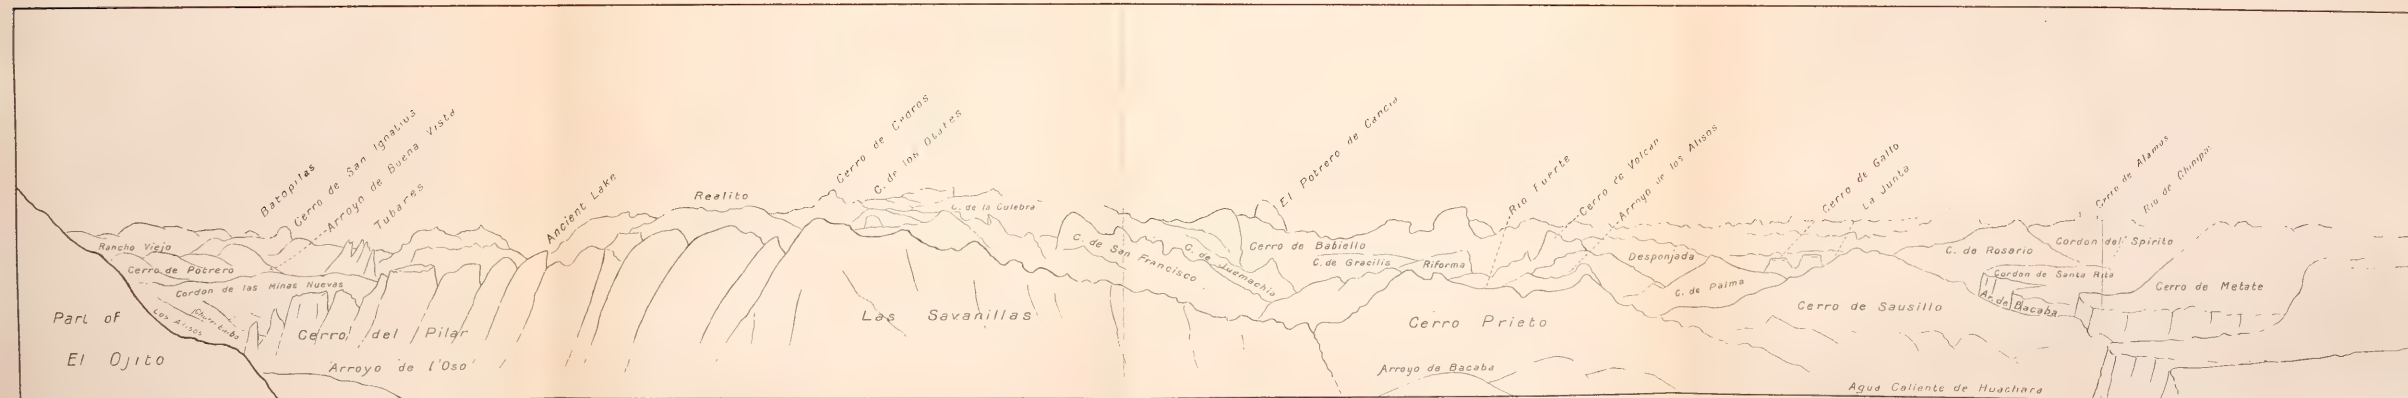 Batopilas
Cerro de San Ignatius
Arroyo de Buena Vista
Tubares
Ancient Lake
Realito
Cerro de Cedros
C. de los Otates
C. de la Culebra
El Potrero de Cancio
Rio Fuerte
Cerro de Volcan
Arroyo de los Alisos
Cerro de Gallo
La Junta
Cerro de Alamos
Rio de Chinipas
Rancho Viejo
Cerro de Potrero
Cordon de las Minas Nuevas
Los Alisos
Part of
El Ojito
Cerro del Pilar
Arroyo de l'Oso
Las Savanillas
C. de San Francisco
C. de Juemachia
Cerro de Babiello
C. de Gracilis
Riforma
Cerro Prieto
Arroyo de Bacaba
Desponjada
C. de Palma
Cerro de Sausillo
Agua Caliente de Huachara
C. de Rosario
Cordon del Spirito
Cordon de Santa Rita
Ar. de Bacaba
Cerro de Metate